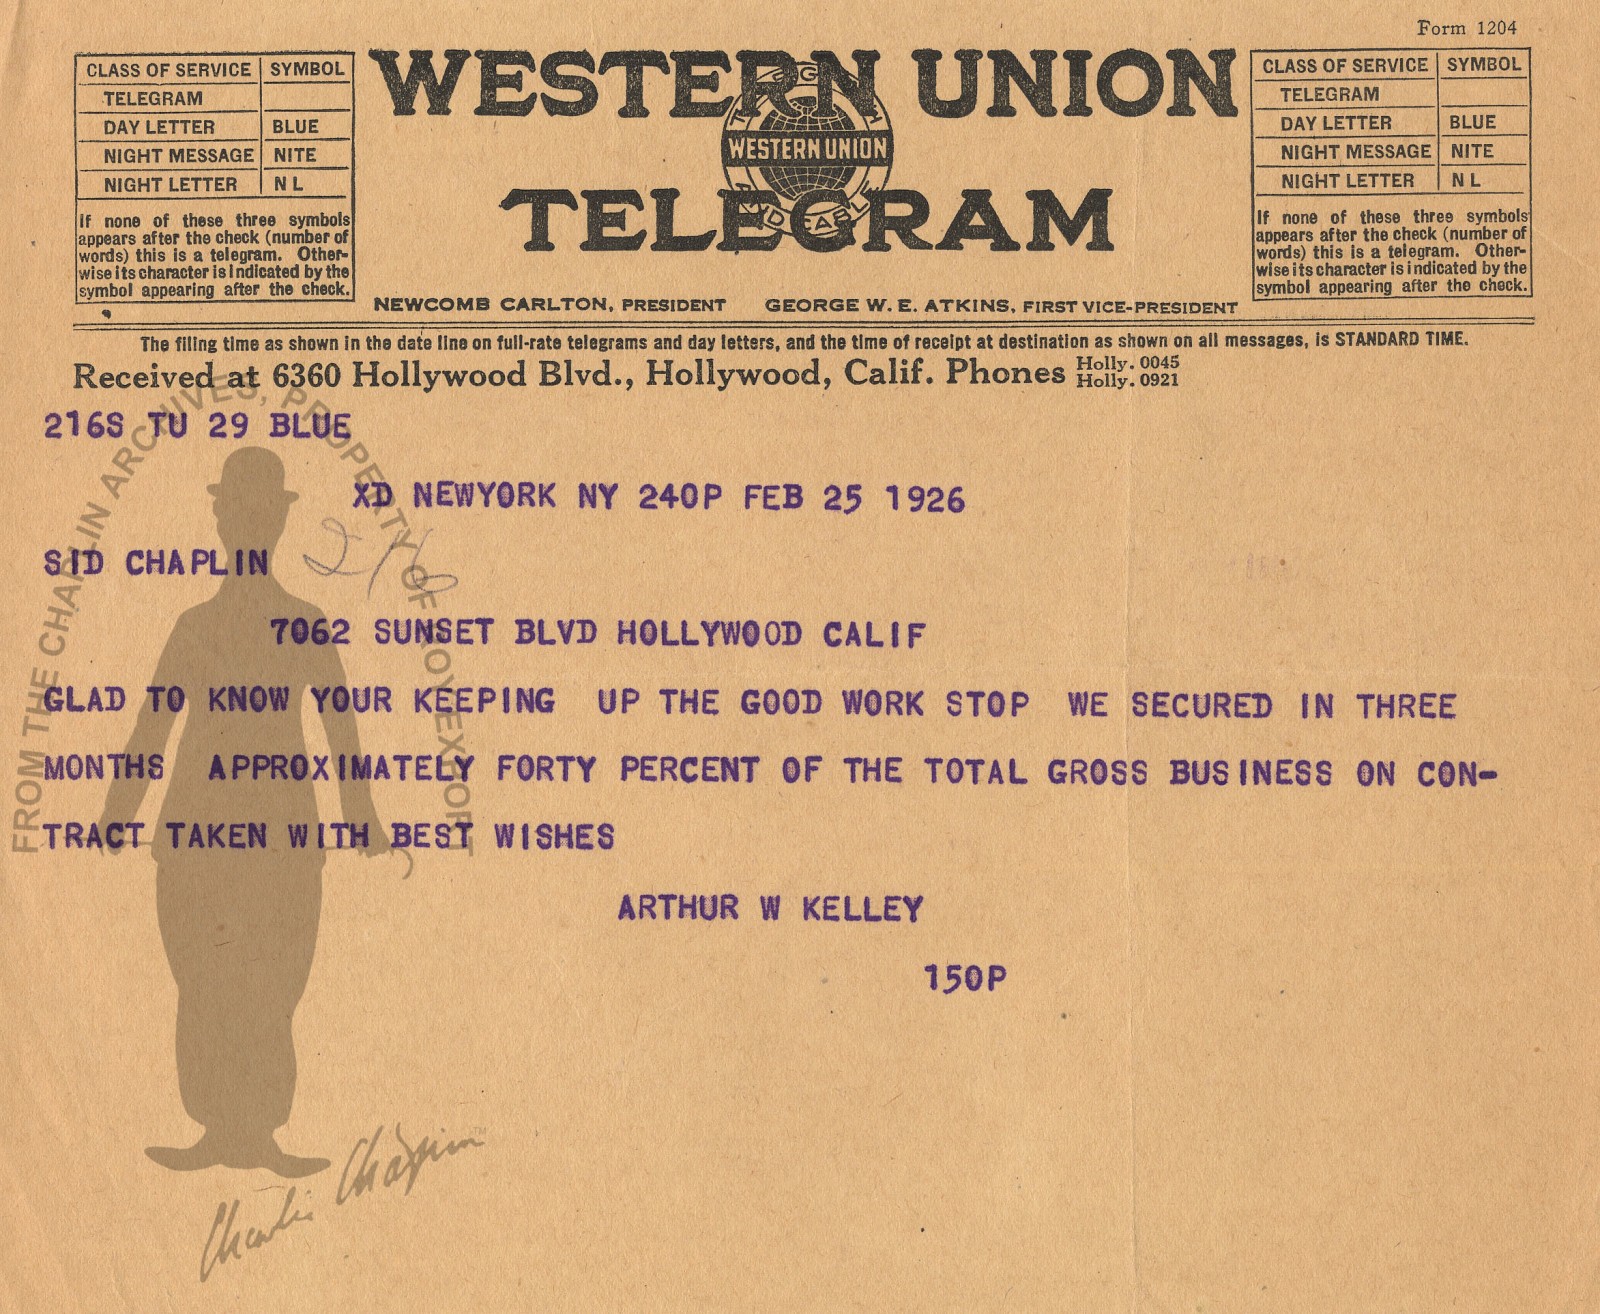 Form 1204
CLASS OF SERVICE SYMBOL
TELEGRAM
DAY LETTER BLUE
NIGHT MESSAGE NITE
NIGHT LETTER N L
If none of these three symbols
appears after the check (number of
words) this is a telegram. Other-
wise its character is indicated by the
symbol appearing after the check.
WESTERN UNION
WESTERN UNION
TELEGRAM
NEWCOMB CARLTON, PRESIDENT GEORGE W. E. ATKINS, FIRST VICE-PRESIDENT
CLASS OF SERVICE SYMBOL
TELEGRAM
DAY LETTER BLUE
NIGHT MESSAGE NITE
NIGHT LETTER N L
If none of these three symbols
appears after the check (number of
words) this is a telegram. Other-
wise its character is indicated by the
symbol appearing after the check.
The filing time as shown in the date line on full-rate telegrams and day letters, and the time of receipt at destination as shown on all messages, is STANDARD TIME.
Received at 6360 Hollywood Blvd., Hollywood, Calif. Phones Holly. 0045
Holly. 0921
216S TU 29 BLUE
XD NEWYORK NY 240P FEB 25 1926
SID CHAPLIN
216
7062 SUNSET BLVD HOLLYWOOD CALIF
GLAD TO KNOW YOUR KEEPING UP THE GOOD WORK STOP WE SECURED IN THREE
MONTHS APPROXIMATELY FORTY PERCENT OF THE TOTAL GROSS BUSINESS ON CON-
TRACT TAKEN WITH BEST WISHES
ARTHUR W KELLEY
150P
FROM THE CHAPLIN ARCHIVES, PROPERTY OF ROY EXPORT
Charlie Chaplin